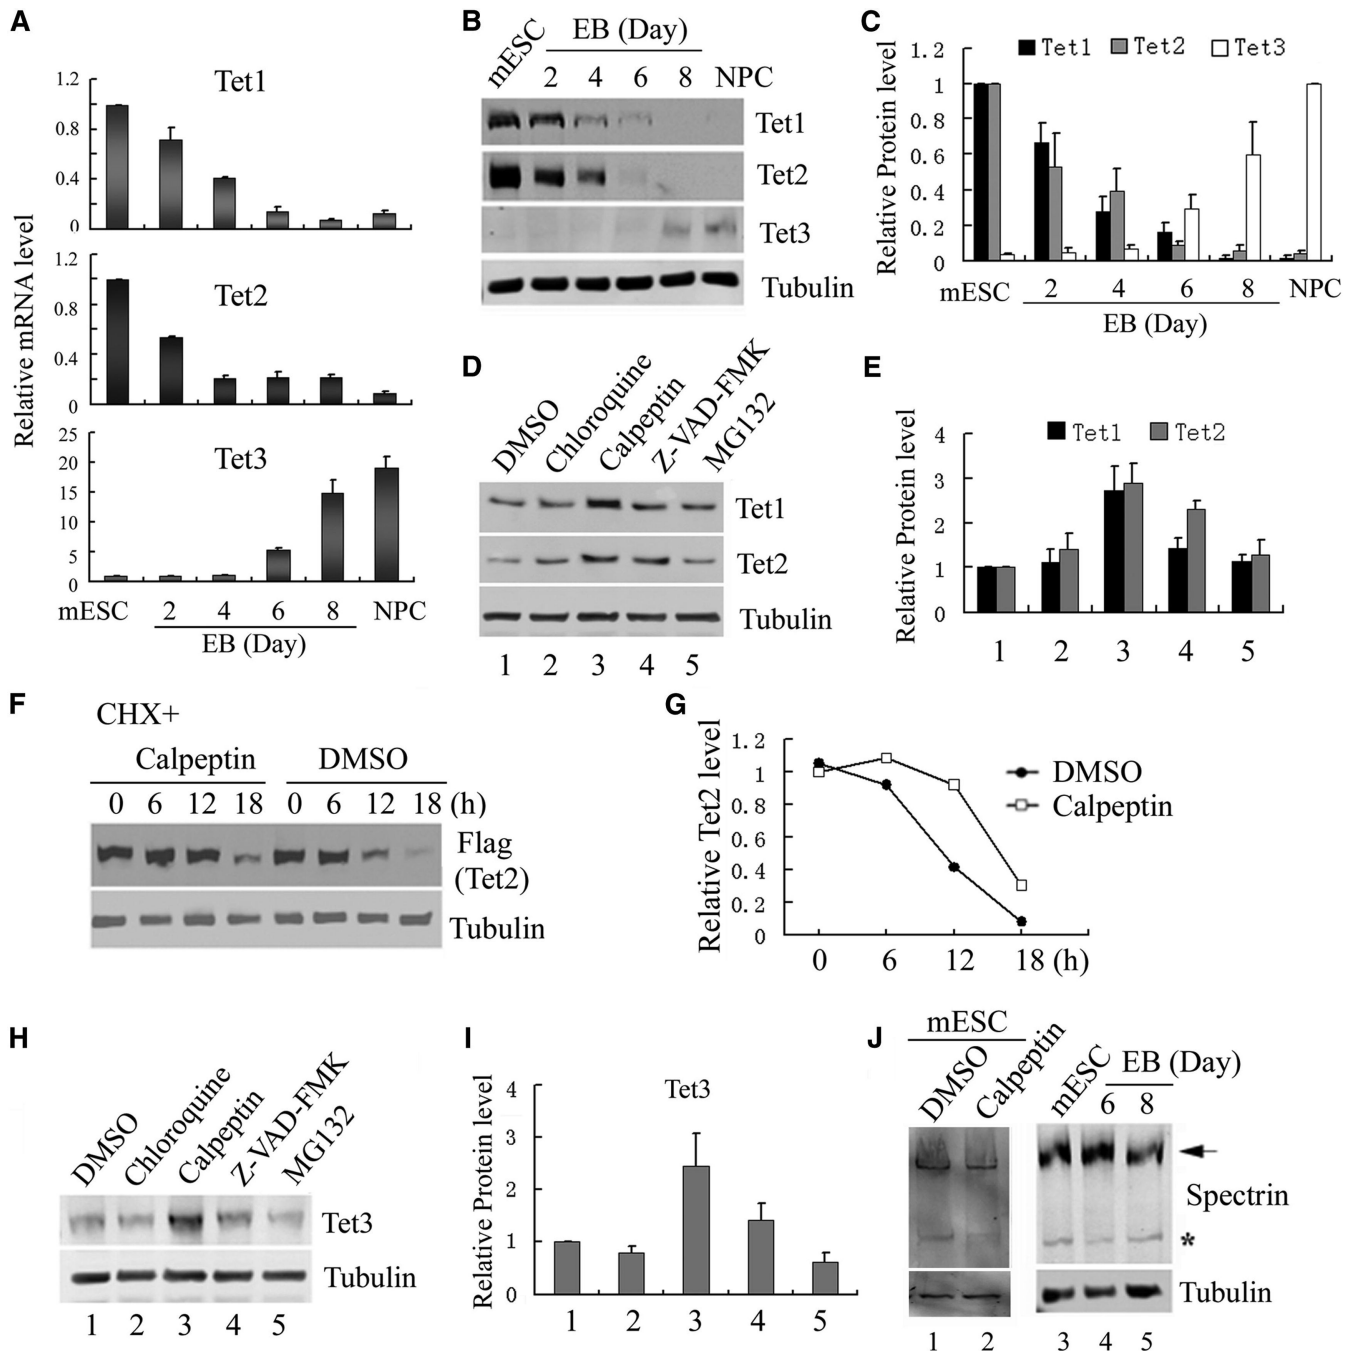 A
Relative mRNA level
Tet1
1.2
0.8
0.4
0
Tet2
1.2
0.8
0.4
0
Tet3
25
20
15
10
5
0
mESC 2 4 6 8 NPC
EB (Day)
B
mESC EB (Day)
2 4 6 8 NPC
Tet1
Tet2
Tet3
Tubulin
C
Relative Protein level
Tet1 Tet2 Tet3
1.2
1
0.8
0.6
0.4
0.2
0
mESC 2 4 6 8 NPC
EB (Day)
D
DMSO Chloroquine Calpeptin Z-VAD-FMK MG132
Tet1
Tet2
Tubulin
1 2 3 4 5
E
Relative Protein level
Tet1 Tet2
4
3
2
1
0
1 2 3 4 5
F
CHX+
Calpeptin DMSO
0 6 12 18 0 6 12 18 (h)
Flag
(Tet2)
Tubulin
G
Relative Tet2 level
1.2
1
0.8
0.6
0.4
0.2
0
DMSO
Calpeptin
0 6 12 18 (h)
H
DMSO Chloroquine Calpeptin Z-VAD-FMK MG132
Tet3
Tubulin
1 2 3 4 5
I
Relative Protein level
Tet3
4
3
2
1
0
1 2 3 4 5
J
mESC
DMSO Calpeptin
mESC EB (Day)
6 8
Spectrin
*
Tubulin
1 2 3 4 5